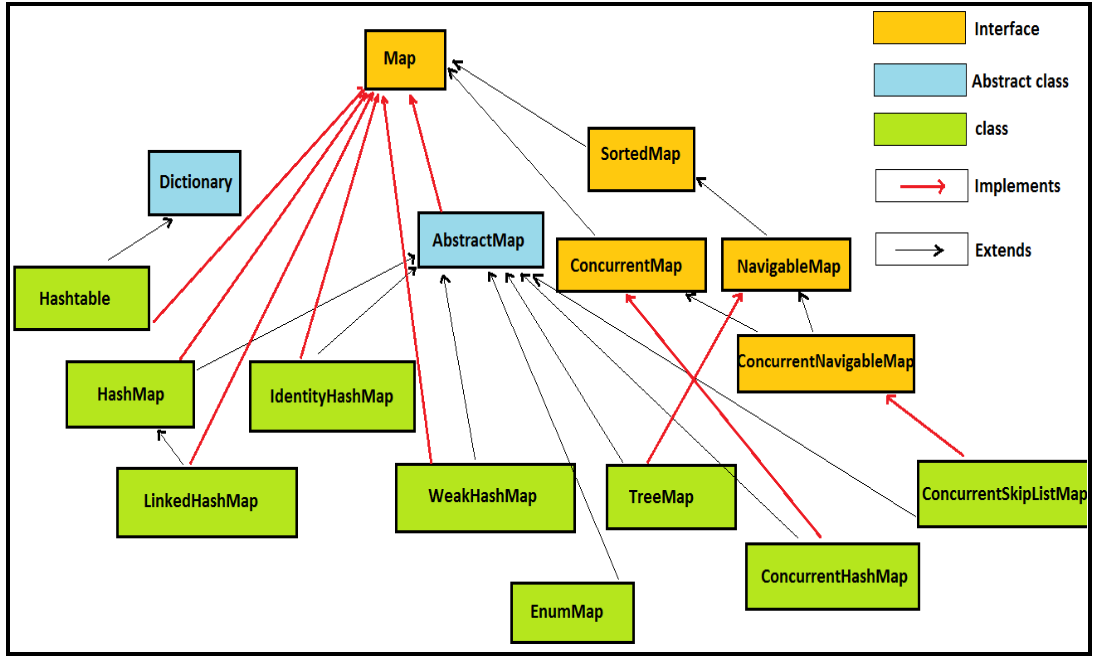 Map
Interface
Abstract class
class
Implements
Extends
SortedMap
Dictionary
AbstractMap
ConcurrentMap
NavigableMap
Hashtable
ConcurrentNavigableMap
HashMap
IdentityHashMap
LinkedHashMap
WeakHashMap
TreeMap
ConcurrentSkipListMap
ConcurrentHashMap
EnumMap